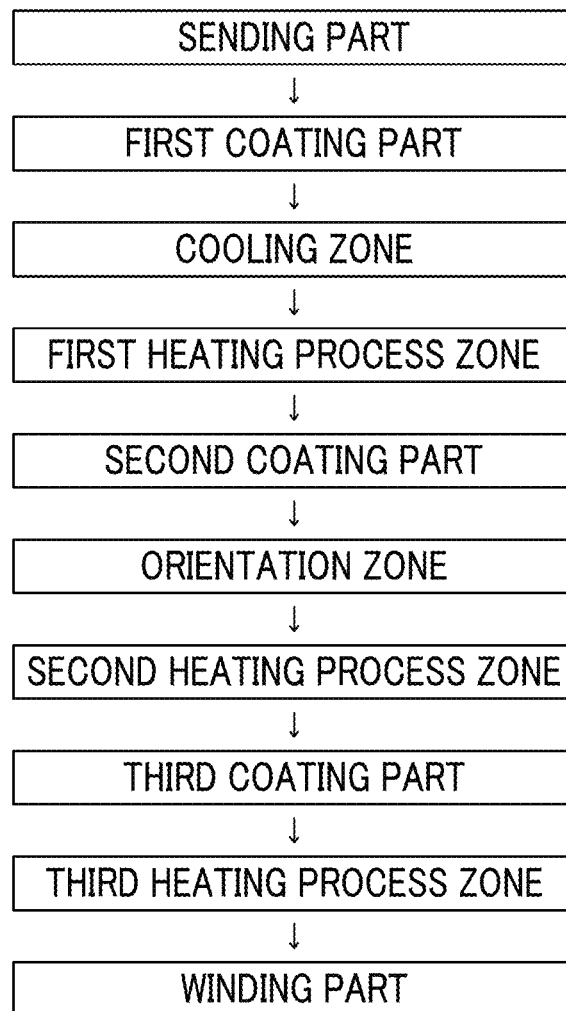 SENDING PART
↓
FIRST COATING PART
↓
COOLING ZONE
↓
FIRST HEATING PROCESS ZONE
↓
SECOND COATING PART
↓
ORIENTATION ZONE
↓
SECOND HEATING PROCESS ZONE
↓
THIRD COATING PART
↓
THIRD HEATING PROCESS ZONE
↓
WINDING PART